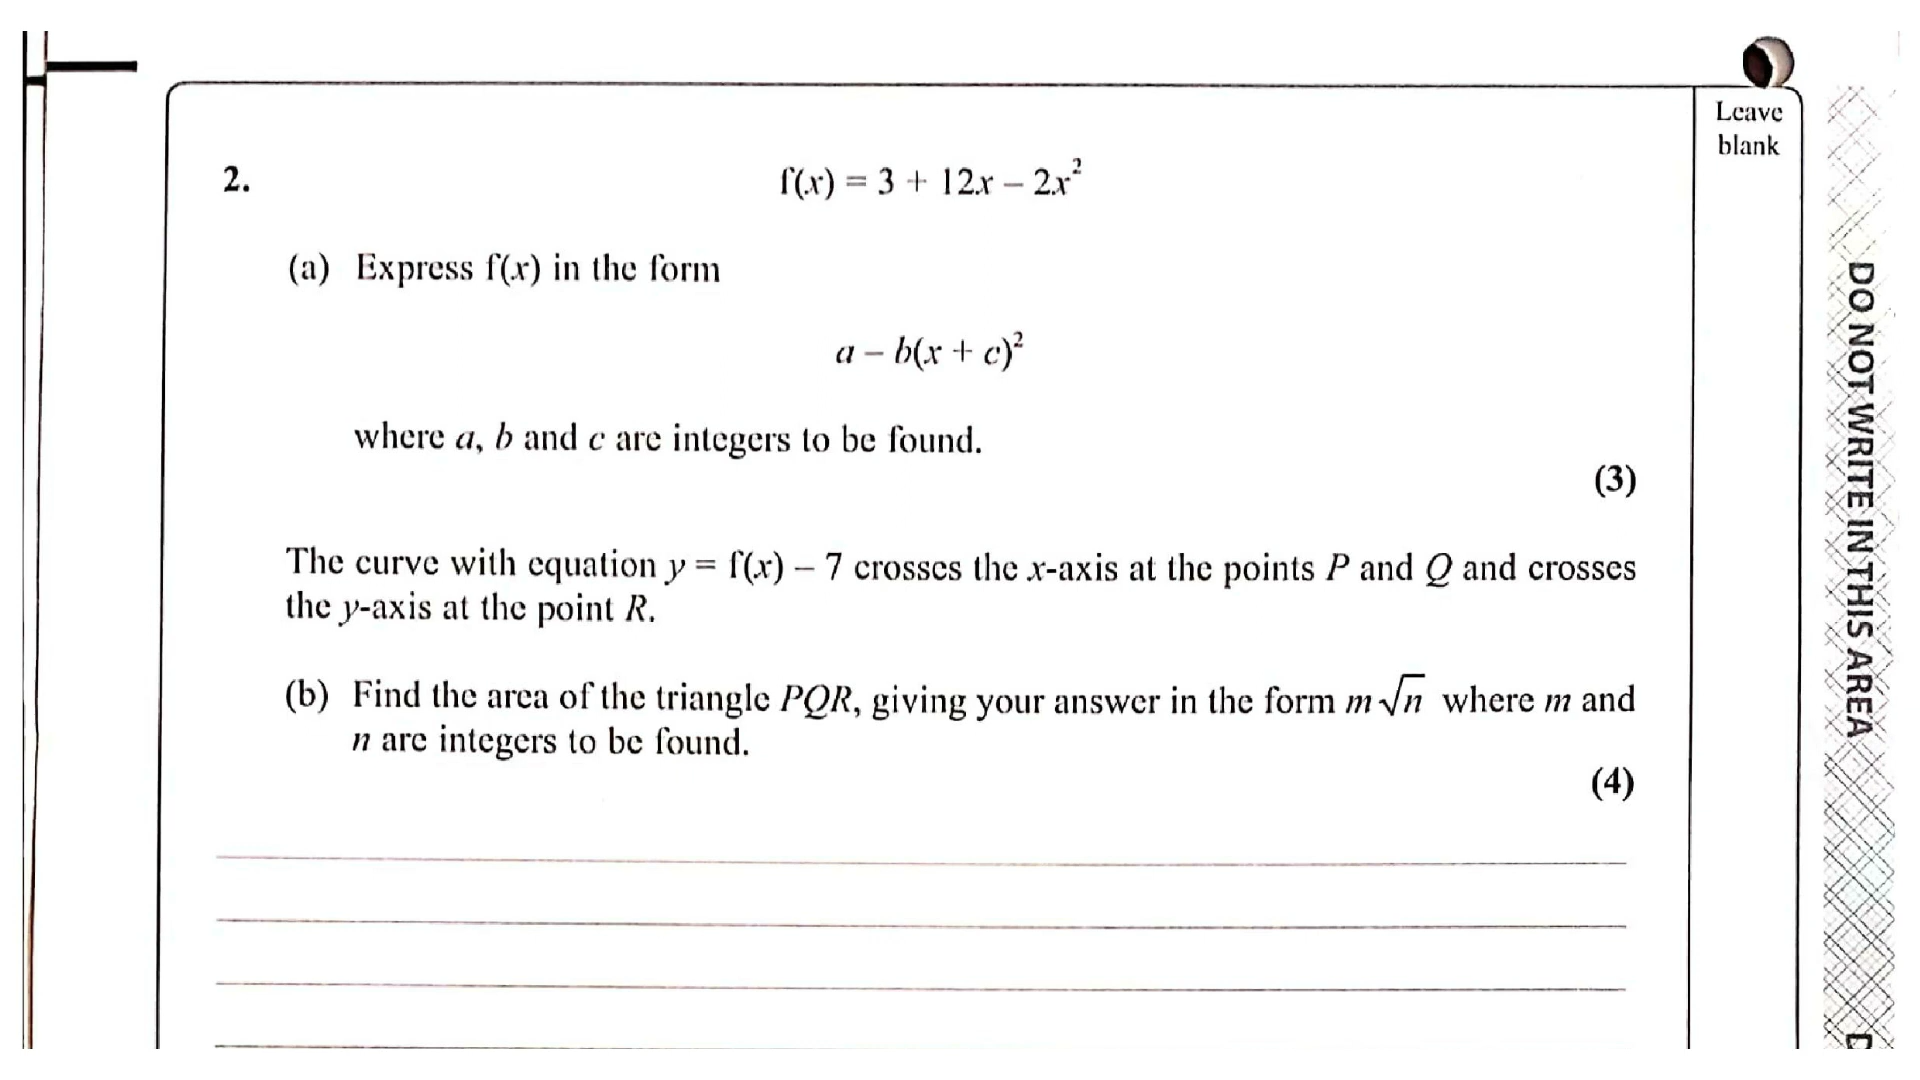 Leave
blank
2.
f(x) = 3 + 12x – 2x²
(a) Express f(x) in the form
a – b(x + c)²
where a, b and c are integers to be found.
(3)
The curve with equation y = f(x) – 7 crosses the x-axis at the points P and Q and crosses
the y-axis at the point R.
(b) Find the area of the triangle PQR, giving your answer in the form m√n where m and
n are integers to be found.
(4)
DO NOT WRITE IN THIS AREA